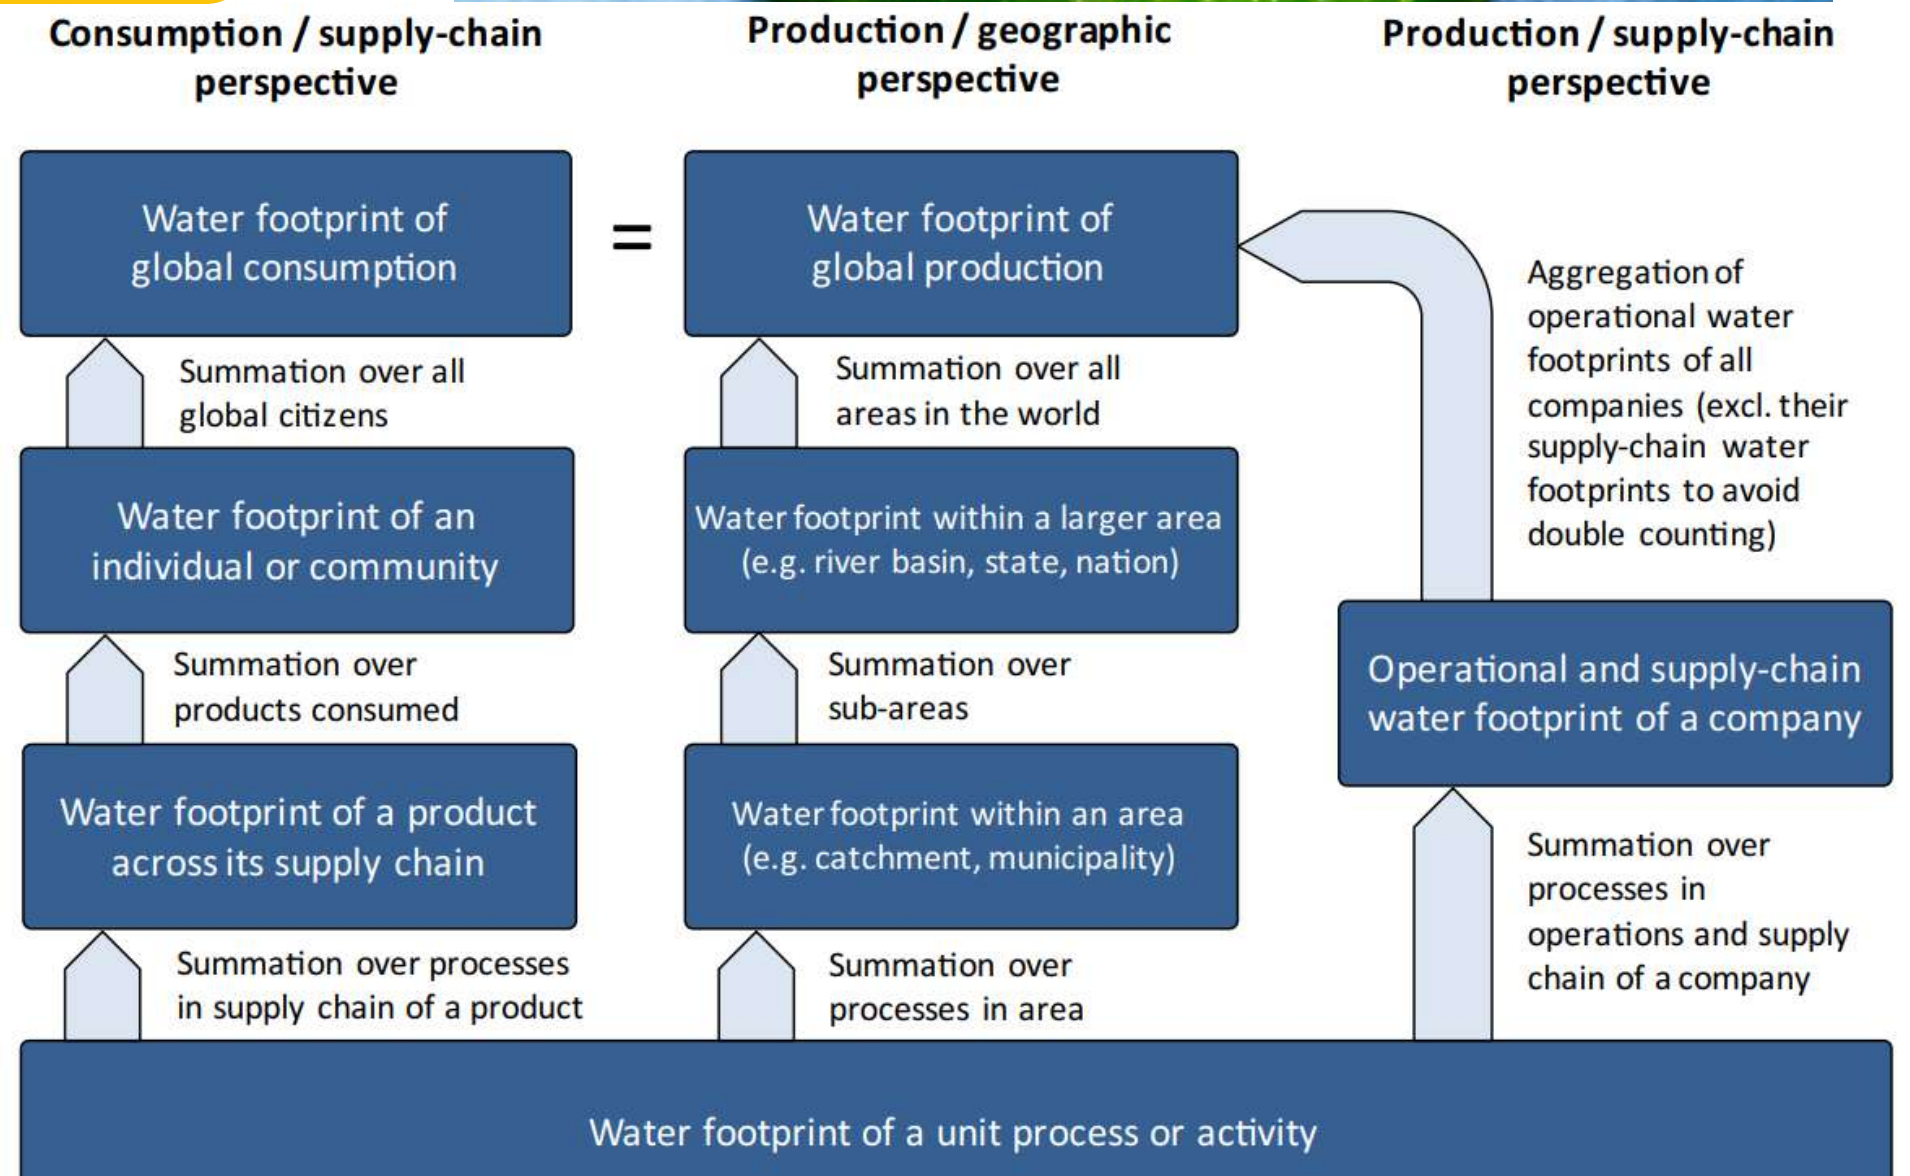 Consumption / supply-chain
perspective
Production / geographic
perspective
Production / supply-chain
perspective
Water footprint of
global consumption
=
Water footprint of
global production
Summation over all
global citizens
Summation over all
areas in the world
Aggregation of
operational water
footprints of all
companies (excl. their
supply-chain water
footprints to avoid
double counting)
Water footprint of an
individual or community
Water footprint within a larger area
(e.g. river basin, state, nation)
Summation over
products consumed
Summation over
sub-areas
Operational and supply-chain
water footprint of a company
Water footprint of a product
across its supply chain
Water footprint within an area
(e.g. catchment, municipality)
Summation over
processes in
operations and supply
chain of a company
Summation over processes
in supply chain of a product
Summation over
processes in area
Water footprint of a unit process or activity